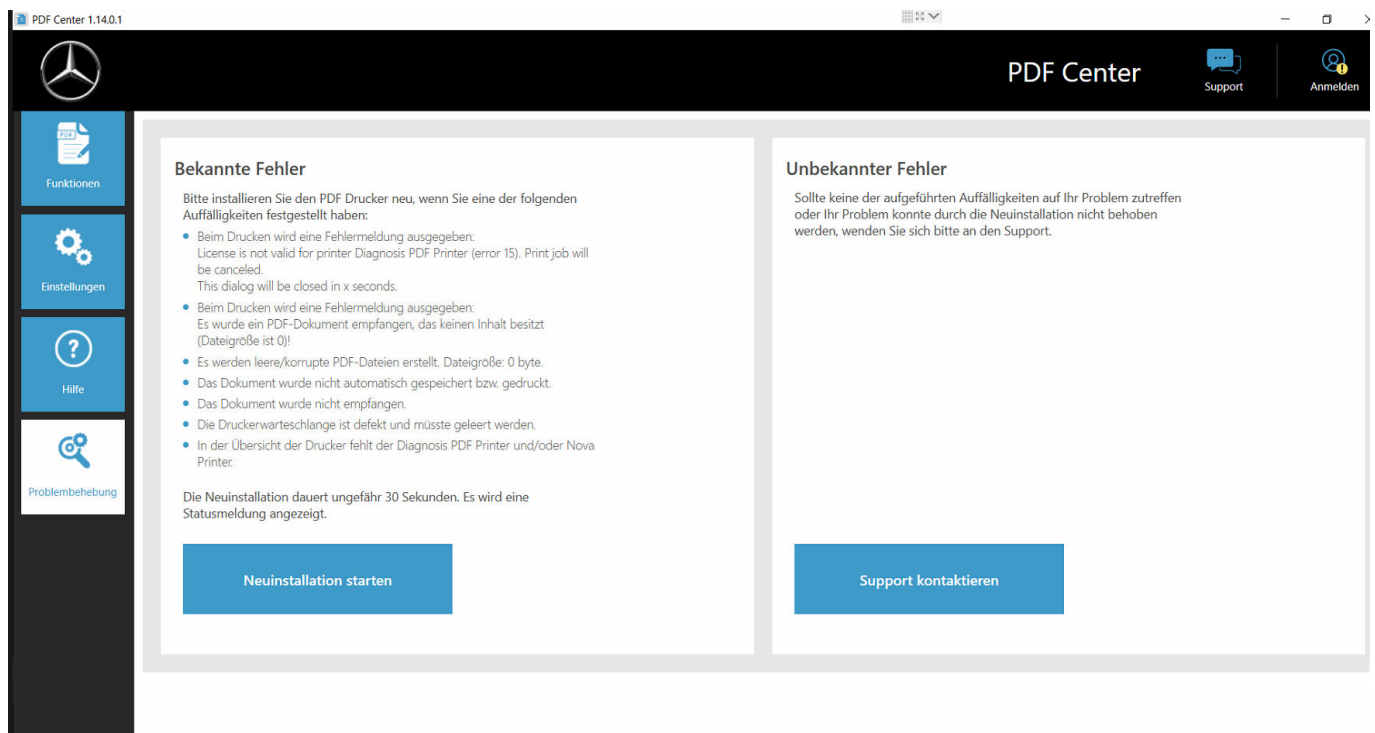 PDF Center 1.14.0.1
PDF Center
Support
Anmelden
PDF
Funktionen
Einstellungen
?
Hilfe
Problembehebung
Bekannte Fehler
Bitte installieren Sie den PDF Drucker neu, wenn Sie eine der folgenden
Auffälligkeiten festgestellt haben:
Beim Drucken wird eine Fehlermeldung ausgegeben:
License is not valid for printer Diagnosis PDF Printer (error 15). Print job will
be canceled.
This dialog will be closed in x seconds.
Beim Drucken wird eine Fehlermeldung ausgegeben:
Es wurde ein PDF-Dokument empfangen, das keinen Inhalt besitzt
(Dateigröße ist 0)!
Es werden leere/korrupte PDF-Dateien erstellt. Dateigröße: 0 byte.
Das Dokument wurde nicht automatisch gespeichert bzw. gedruckt.
Das Dokument wurde nicht empfangen.
Die Druckerwarteschlange ist defekt und müsste geleert werden.
In der Übersicht der Drucker fehlt der Diagnosis PDF Printer und/oder Nova
Printer.
Die Neuinstallation dauert ungefähr 30 Sekunden. Es wird eine
Statusmeldung angezeigt.
Neuinstallation starten
Unbekannter Fehler
Sollte keine der aufgeführten Auffälligkeiten auf Ihr Problem zutreffen
oder Ihr Problem konnte durch die Neuinstallation nicht behoben
werden, wenden Sie sich bitte an den Support.
Support kontaktieren